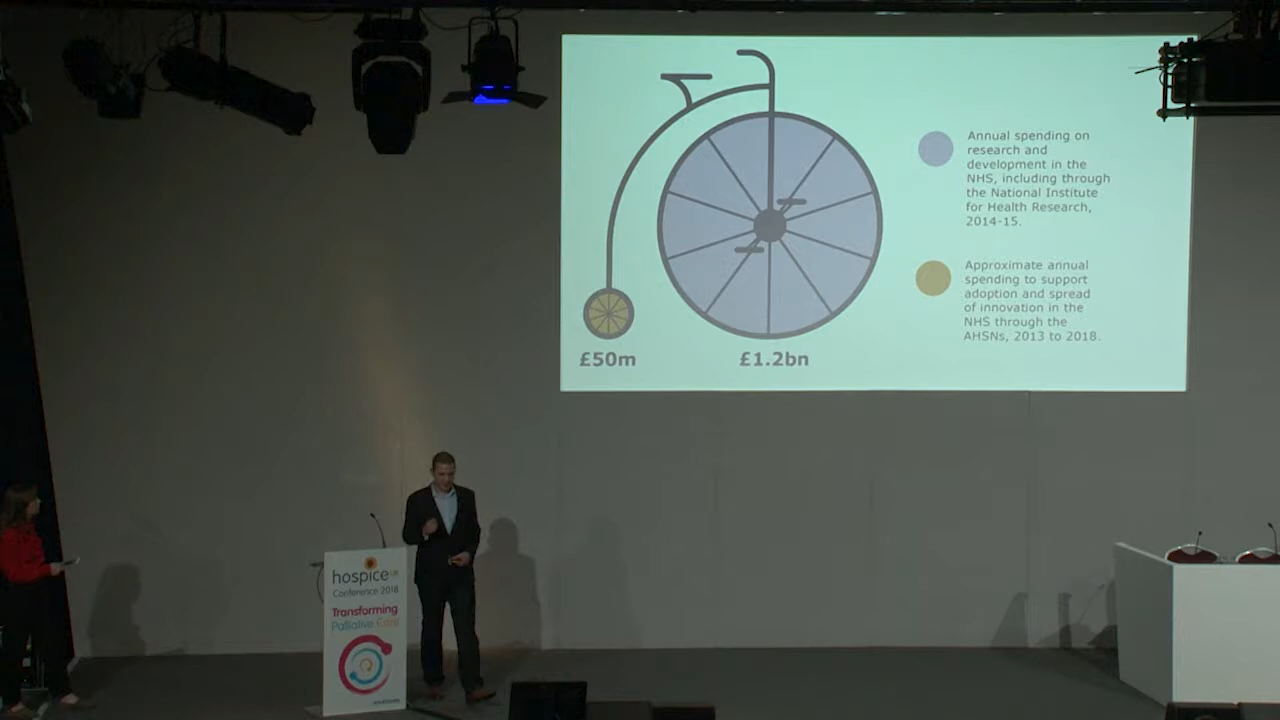 Annual spending on
research and
development in the
NHS, including through
the National Institute
for Health Research,
2014-15.
Approximate annual
spending to support
adoption and spread
of innovation in the
NHS through the
AHSNs, 2013 to 2018.
£50m
£1.2bn
hospice UK
Conference 2018
Transforming
Palliative Care